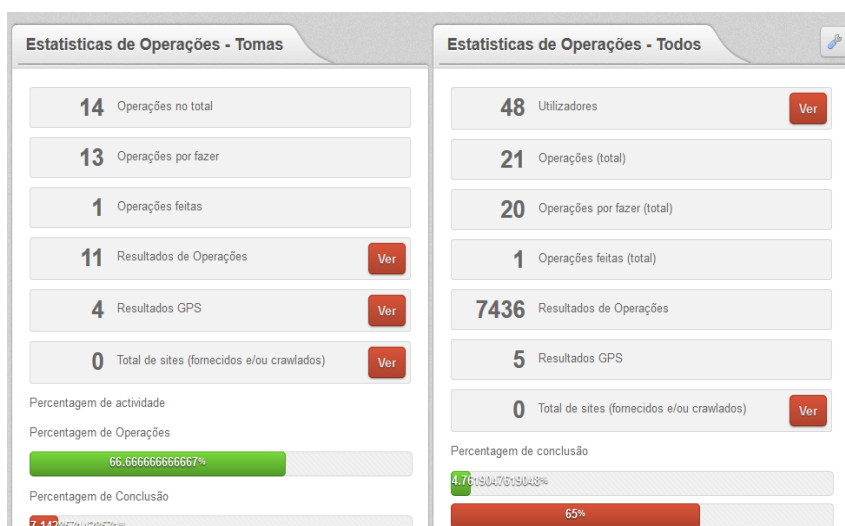 Estatisticas de Operações - Tomas
14 Operações no total
13 Operações por fazer
1 Operações feitas
11 Resultados de Operações Ver
4 Resultados GPS Ver
0 Total de sites (fornecidos e/ou crawlados) Ver
Percentagem de actividade
Percentagem de Operações
66.666666666667%
Percentagem de Conclusão
Estatisticas de Operações - Todos
48 Utilizadores Ver
21 Operações (total)
20 Operações por fazer (total)
1 Operações feitas (total)
7436 Resultados de Operações
5 Resultados GPS
0 Total de sites (fornecidos e/ou crawlados) Ver
Percentagem de conclusão
4.7619047619048%
65%